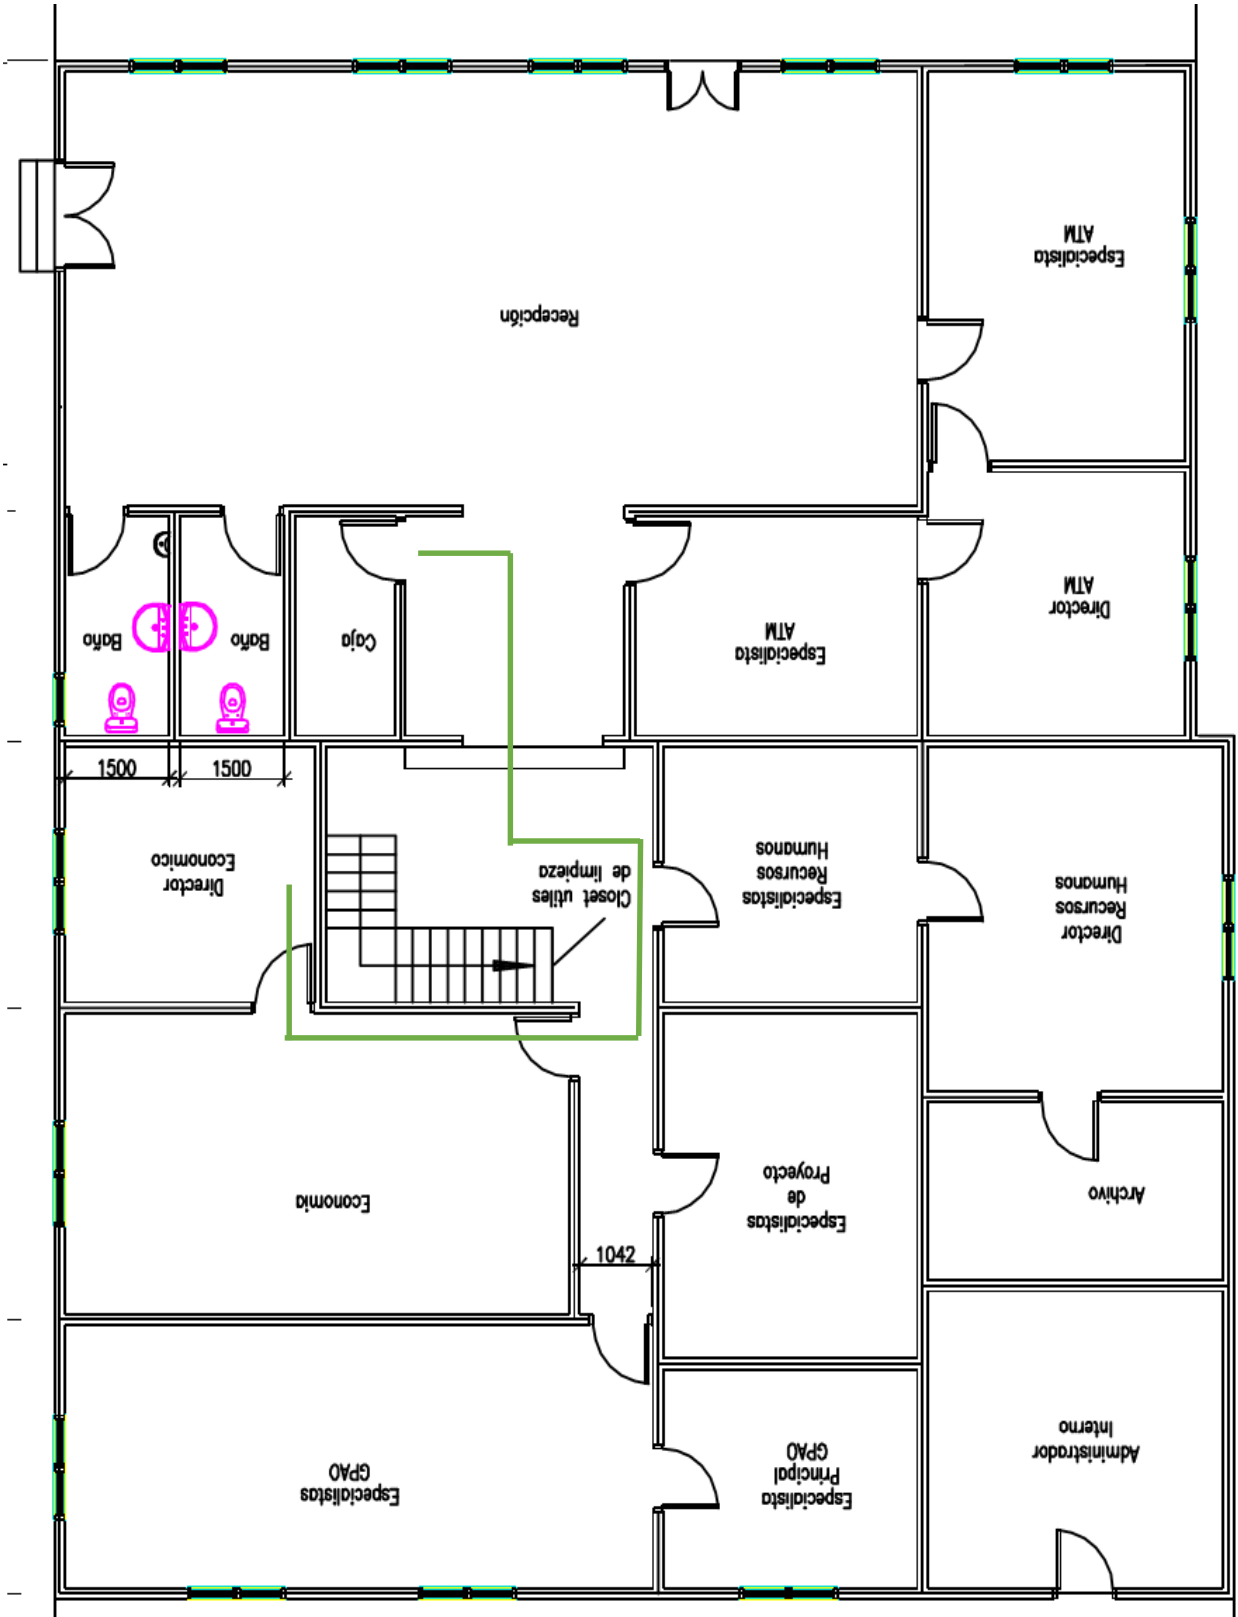 Especialista
ATM
Recepción
Director
ATM
Baño
Baño
Caja
Especialista
ATM
1500
1500
Director
Economico
Closet utiles
de limpieza
Especialistas
Recursos
Humanos
Director
Recursos
Humanos
Economia
Especialistas
de
Proyecto
Archivo
1042
Especialistas
GPAO
Especialista
Principal
GPAO
Administrador
Interno